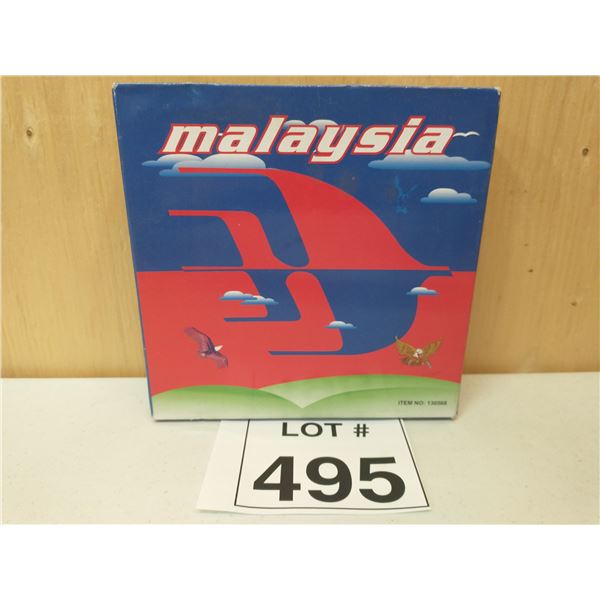 malaysia
ITEM NO: 130568
LOT #
495